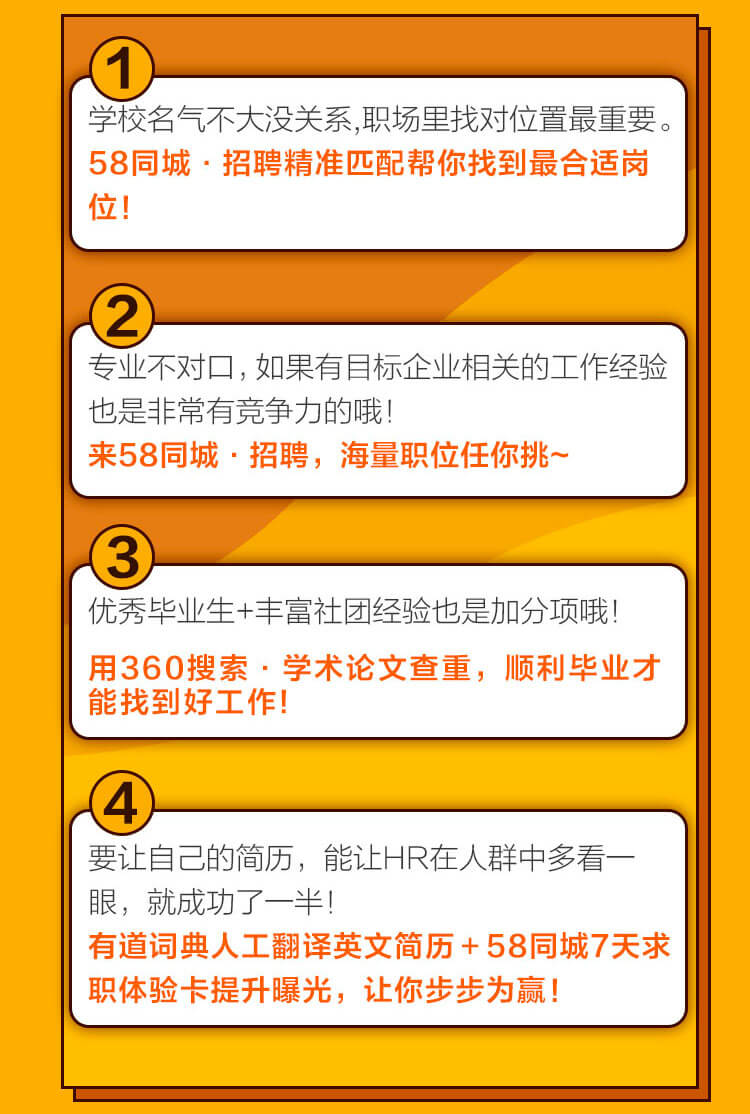 1
学校名气不大没关系,职场里找对位置最重要。
58同城·招聘精准匹配帮你找到最合适岗
位!
2
专业不对口,如果有目标企业相关的工作经验
也是非常有竞争力的哦!
来58同城·招聘，海量职位任你挑~
3
优秀毕业生+丰富社团经验也是加分项哦!
用360搜索·学术论文查重，顺利毕业才
能找到好工作!
4
要让自己的简历，能让HR在人群中多看一
眼，就成功了一半!
有道词典人工翻译英文简历+58同城7天求
职体验卡提升曝光，让你步步为赢!